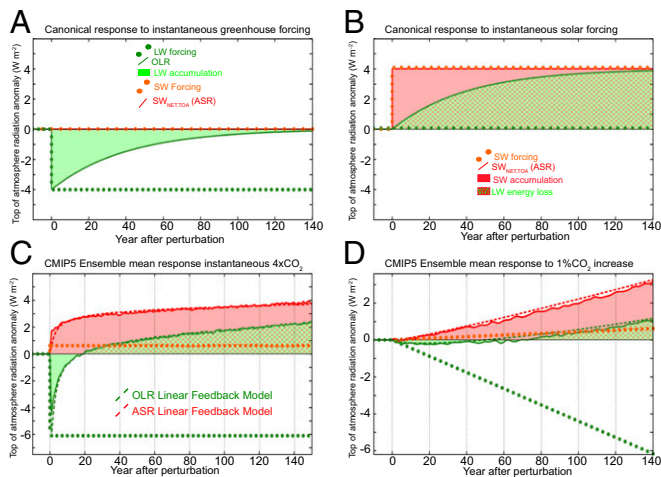 A
Canonical response to instantaneous greenhouse forcing
Top of atmosphere radiation anomaly (W m-2)
4
2
0
-2
-4
LW forcing
OLR
LW accumulation
SW Forcing
SWNET,TOA (ASR)
0 20 40 60 80 100 120 140
Year after perturbation
B
Canonical response to instantaneous solar forcing
Top of atmosphere radiation anomaly (W m-2)
4
2
0
-2
-4
SW forcing
SWNET,TOA (ASR)
SW accumulation
LW energy loss
0 20 40 60 80 100 120 140
Year after perturbation
C
CMIP5 Ensemble mean response instantaneous 4xCO2
Top of atmosphere radiation anomaly (W m-2)
6
4
2
0
2
4
-6
OLR Linear Feedback Model
ASR Linear Feedback Model
0 20 40 60 80 100 120 140
Year after perturbation
D
CMIP5 Ensemble mean response to 1%CO2 increase
Top of atmosphere radiation anomaly (W m-2)
4
2
0
-2
-4
-6
0 20 40 60 80 100 120 140
Year after perturbation